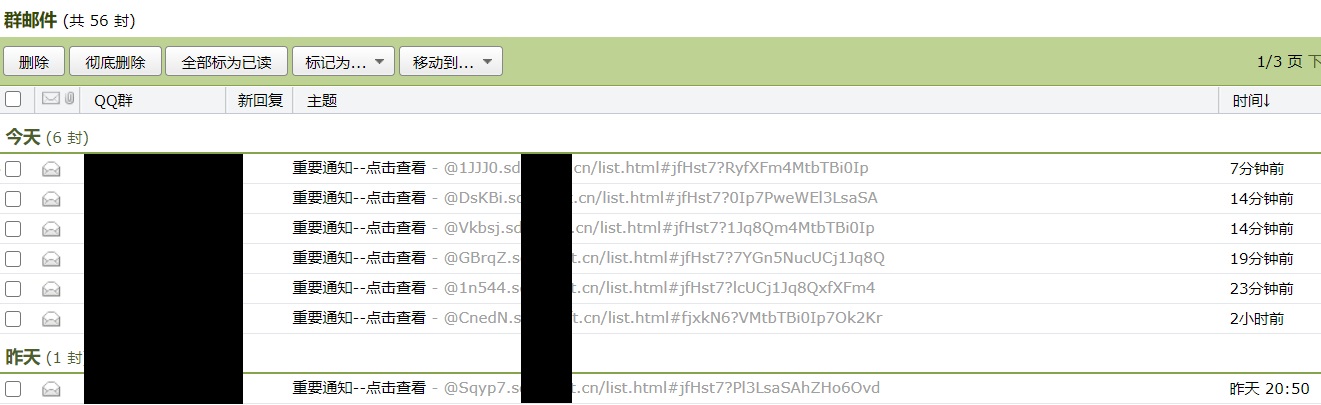 群邮件 (共 56 封)
删除 彻底删除 全部标为已读 标记为... 移动到... 1/3 页 下
QQ群 新回复 主题 时间↓
今天 (6 封)
重要通知--点击查看 - @1JJJ0.sd cn/list.html#jfHst7?RyfXFm4MtbTBi0Ip 7分钟前
重要通知--点击查看 - @DsKBi.sd t.cn/list.html#jfHst7?0Ip7PweWEl3LsaSA 14分钟前
重要通知--点击查看 - @Vkbsj.sd t.cn/list.html#jfHst7?1Jq8Qm4MtbTBi0Ip 14分钟前
重要通知--点击查看 - @GBrqZ.s t.cn/list.html#jfHst7?7YGn5NucUCj1Jq8Q 19分钟前
重要通知--点击查看 - @1n544.s t.cn/list.html#jfHst7?lcUCj1Jq8QxfXFm4 23分钟前
重要通知--点击查看 - @CnedN.s t.cn/list.html#fjxkN6?VMtbTBi0Ip7Ok2Kr 2小时前
昨天 (1 封
重要通知--点击查看 - @Sqyp7.s t.cn/list.html#jfHst7?Pl3LsaSAhZHo6Ovd 昨天 20:50